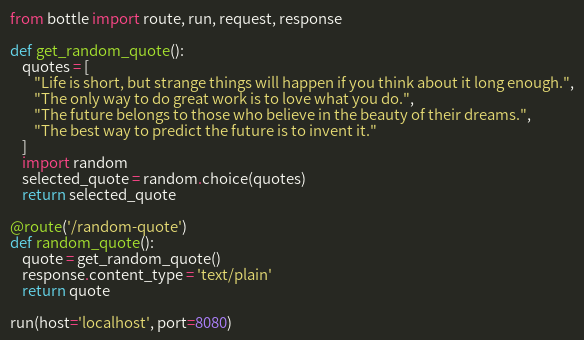 from bottle import route, run, request, response

def get_random_quote():
    quotes = [
        "Life is short, but strange things will happen if you think about it long enough.",
        "The only way to do great work is to love what you do.",
        "The future belongs to those who believe in the beauty of their dreams.",
        "The best way to predict the future is to invent it."
    ]
    import random
    selected_quote = random.choice(quotes)
    return selected_quote

@route('/random-quote')
def random_quote():
    quote = get_random_quote()
    response.content_type = 'text/plain'
    return quote

run(host='localhost', port=8080)